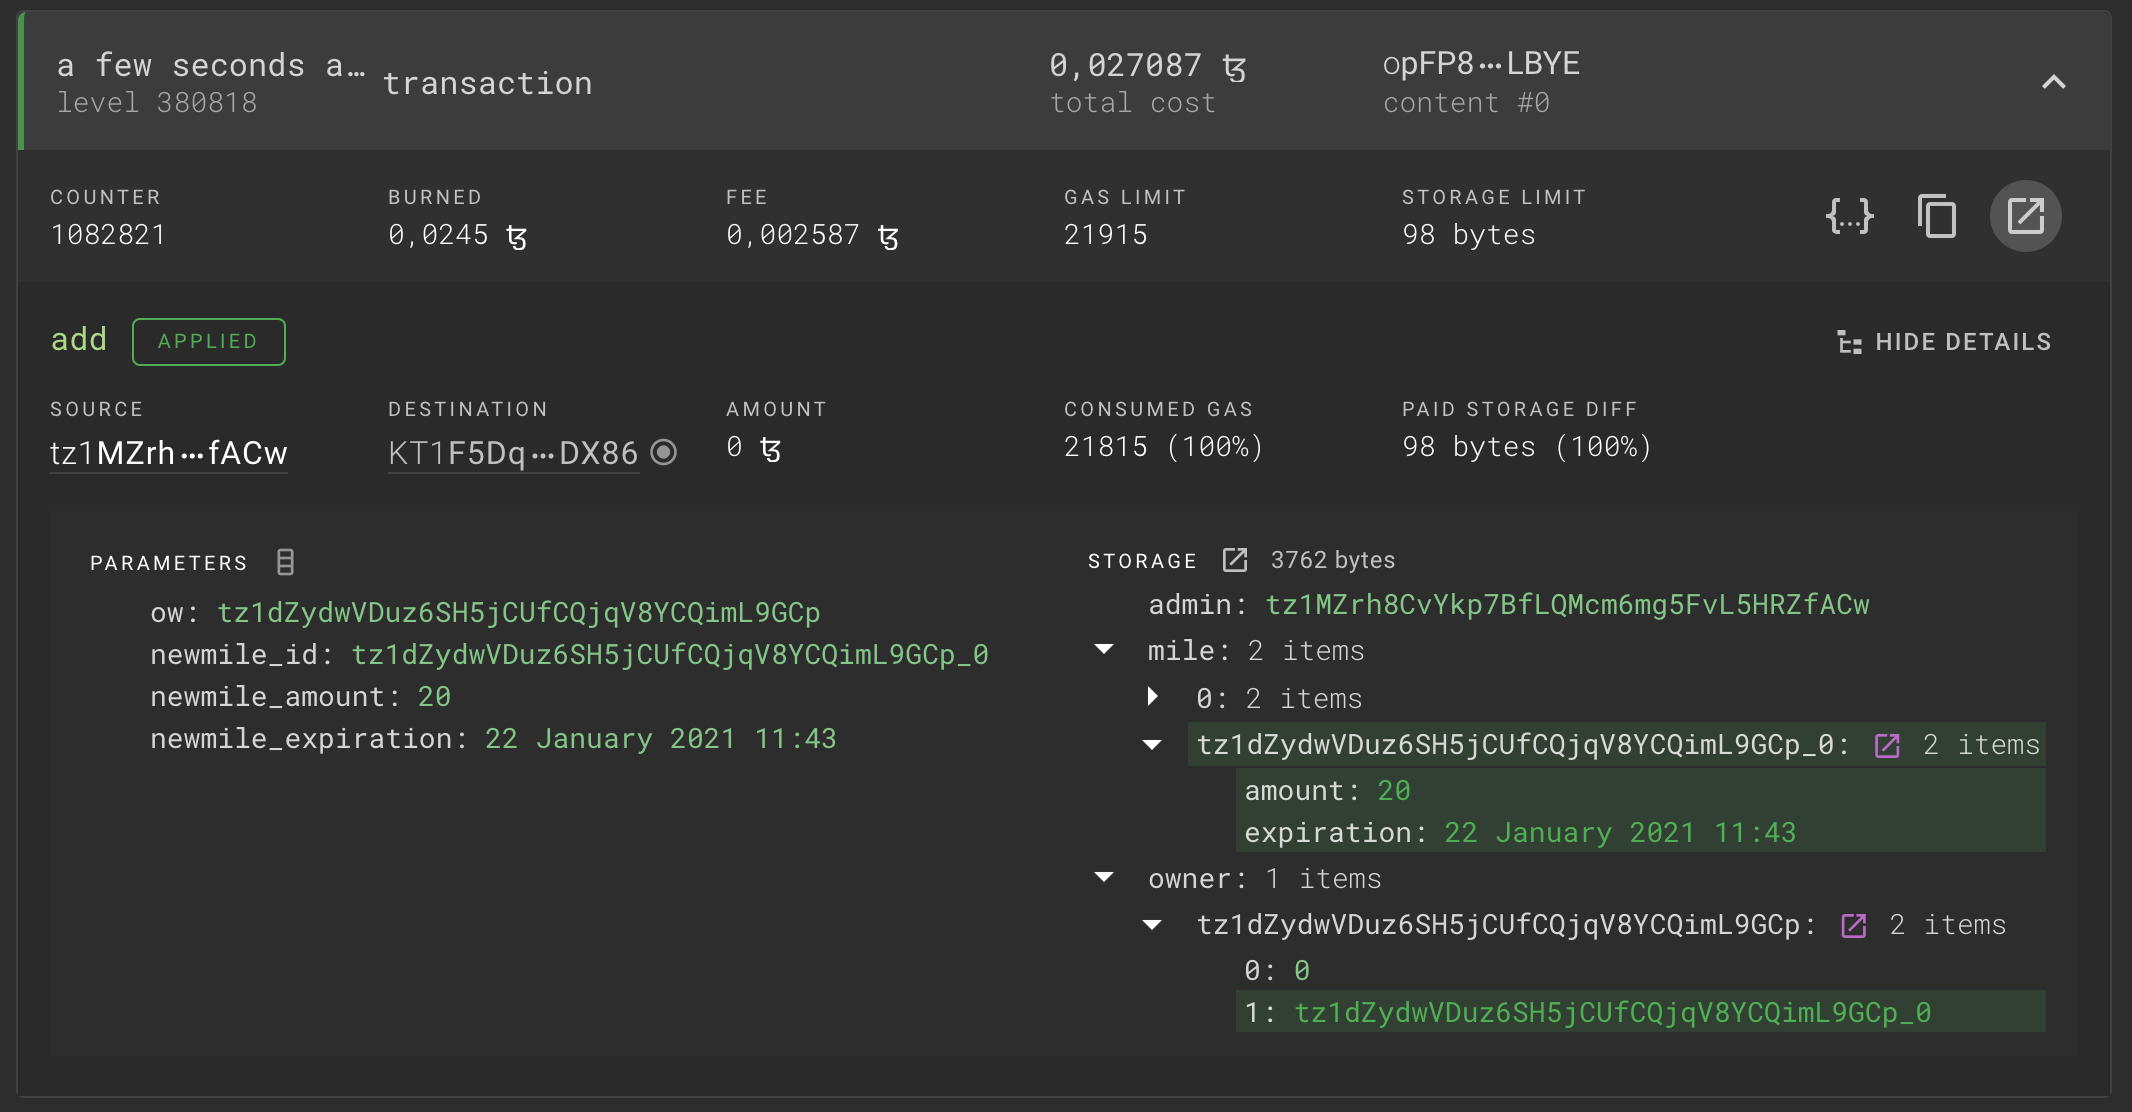 a few seconds a…
level 380818
transaction
0,027087 ꜩ
total cost
opFP8···LBYE
content #0
COUNTER
1082821
BURNED
0,0245 ꜩ
FEE
0,002587 ꜩ
GAS LIMIT
21915
STORAGE LIMIT
98 bytes
{...}
add
APPLIED
HIDE DETAILS
SOURCE
tz1MZrh···fACw
DESTINATION
KT1F5Dq···DX86
AMOUNT
0 ꜩ
CONSUMED GAS
21815 (100%)
PAID STORAGE DIFF
98 bytes (100%)
PARAMETERS
ow: tz1dZydwVDuz6SH5jCUfCQjqV8YCQimL9GCp
newmile_id: tz1dZydwVDuz6SH5jCUfCQjqV8YCQimL9GCp_0
newmile_amount: 20
newmile_expiration: 22 January 2021 11:43
STORAGE 3762 bytes
admin: tz1MZrh8CvYkp7BfLQMcm6mg5FvL5HRZfACw
mile: 2 items
0: 2 items
tz1dZydwVDuz6SH5jCUfCQjqV8YCQimL9GCp_0: 2 items
amount: 20
expiration: 22 January 2021 11:43
owner: 1 items
tz1dZydwVDuz6SH5jCUfCQjqV8YCQimL9GCp: 2 items
0: 0
1: tz1dZydwVDuz6SH5jCUfCQjqV8YCQimL9GCp_0